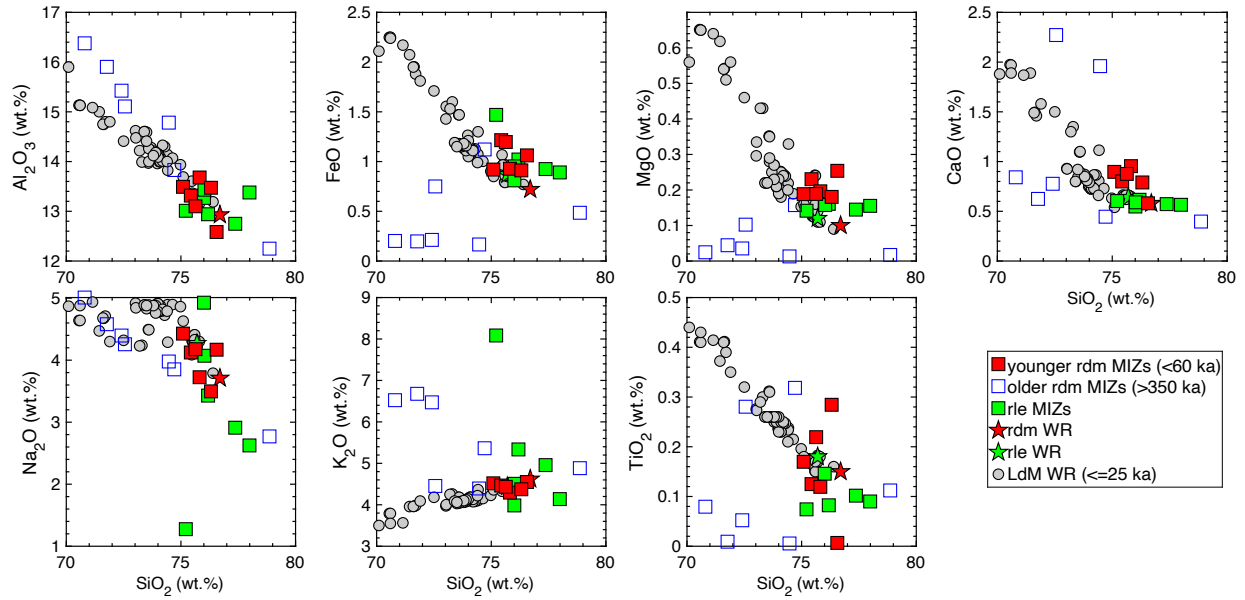 17
16
15
14
13
12
70 75 80
Al₂O₃ (wt.%)
2.5
2
1.5
1
0.5
0
70 75 80
FeO (wt.%)
0.6
0.4
0.2
0
70 75 80
MgO (wt.%)
2.5
2
1.5
1
0.5
0
70 75 80
CaO (wt.%)
SiO₂ (wt.%)
5
4
3
2
1
0
70 75 80
Na₂O (wt.%)
SiO₂ (wt.%)
8
6
4
2
0
70 75 80
K₂O (wt.%)
SiO₂ (wt.%)
0.5
0.4
0.3
0.2
0.1
0
70 75 80
TiO₂ (wt.%)
SiO₂ (wt.%)
younger rdm MIZs (<60 ka)
older rdm MIZs (>350 ka)
rle MIZs
rdm WR
rle WR
LdM WR (<=25 ka)